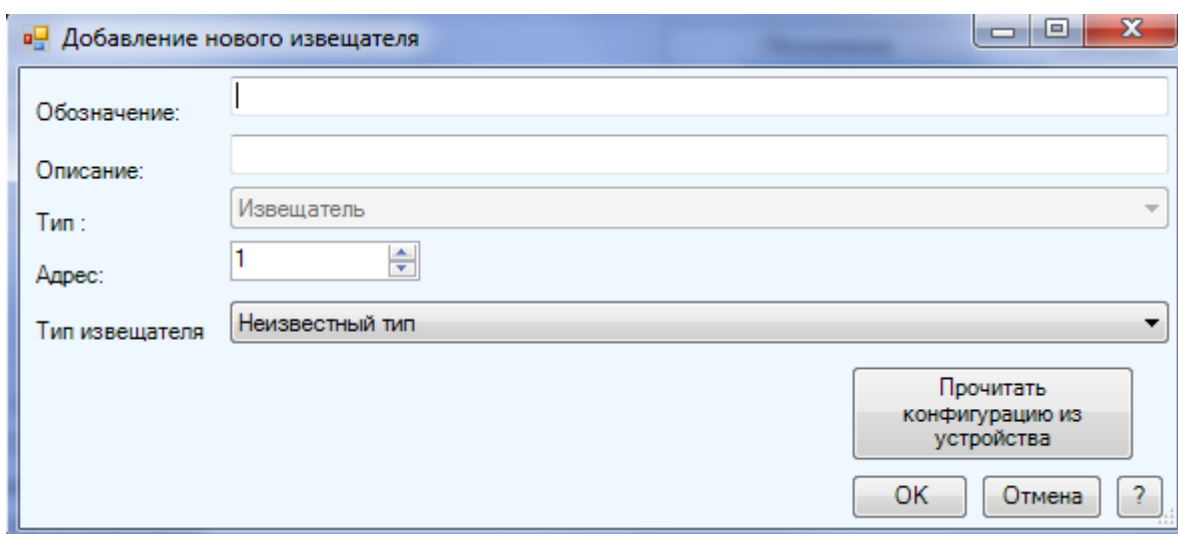 Добавление нового извещателя
Обозначение:
Описание:
Тип : Извещатель
Адрес: 1
Тип извещателя Неизвестный тип
Прочитать
конфигурацию из
устройства
OK Отмена ?